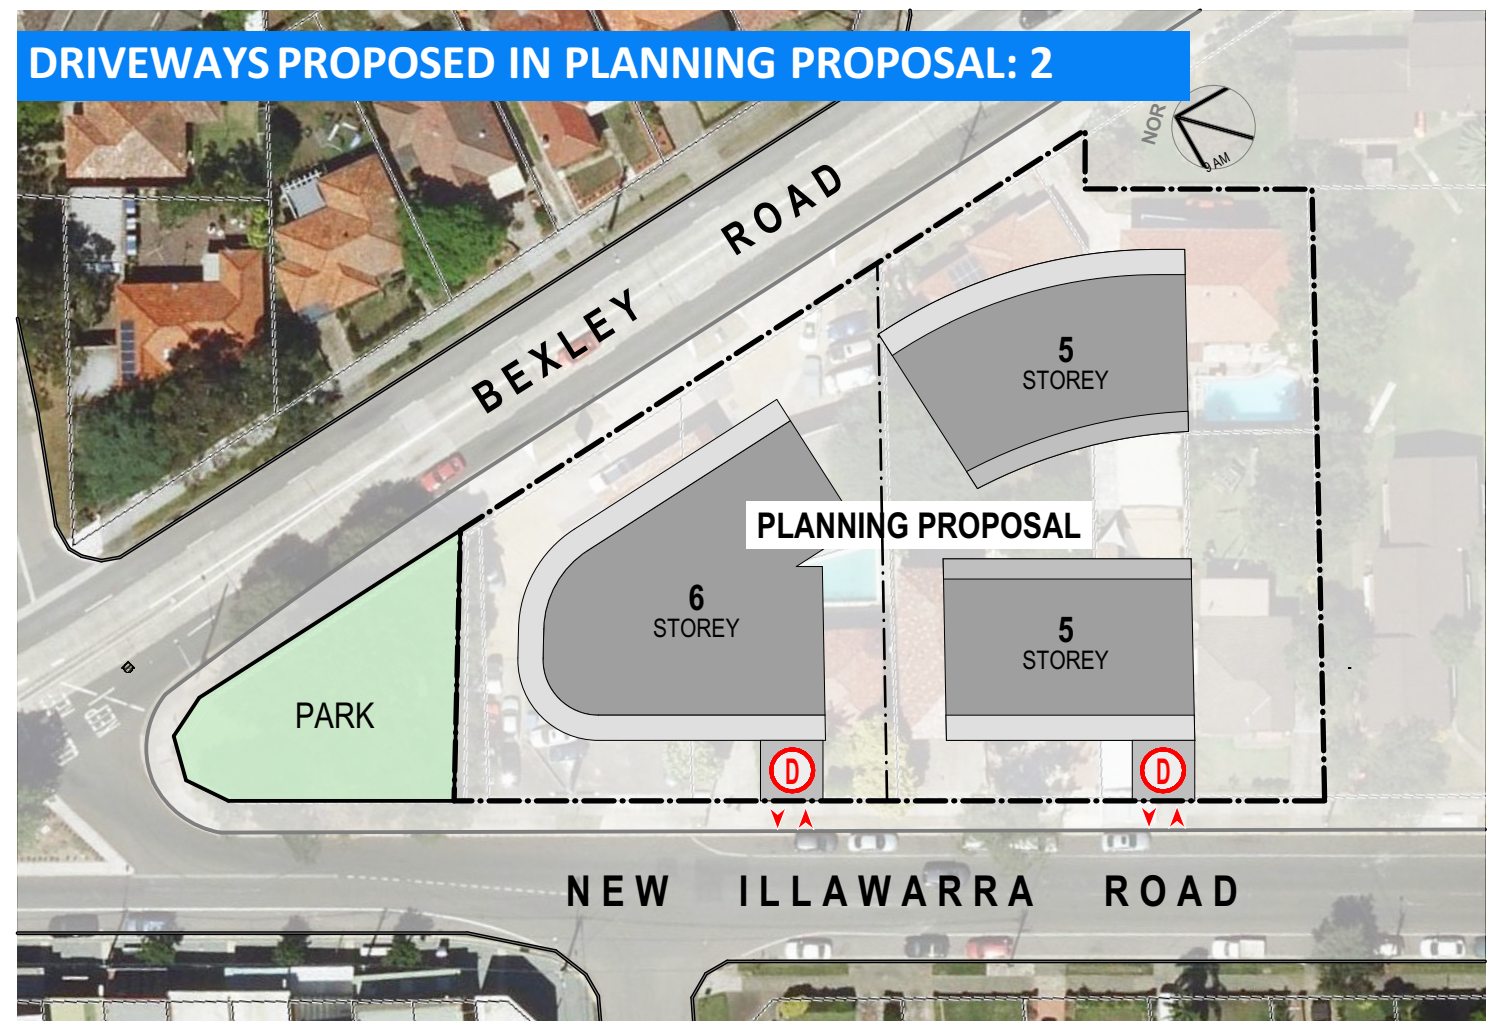 DRIVEWAYS PROPOSED IN PLANNING PROPOSAL: 2
NOR
9 AM
BEXLEY ROAD
5
STOREY
PLANNING PROPOSAL
6
STOREY
5
STOREY
PARK
D
D
NEW ILLAWARRA ROAD